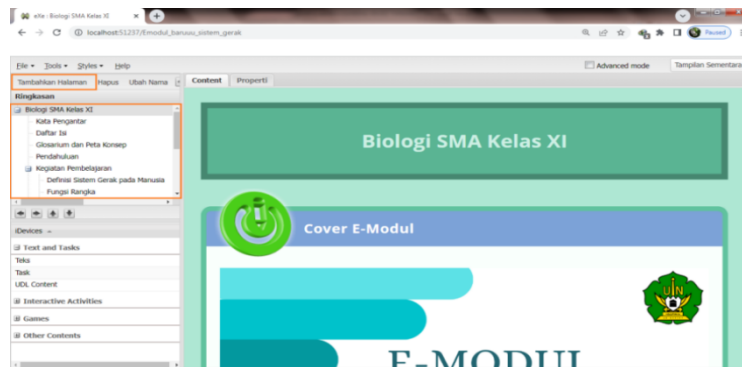 eXe : Biologi SMA Kelas XI
localhost:51237/Emodul_baruuu_sistem_gerak
Paused
File Tools Styles Help
Advanced mode
Tampilan Sementara
Tambahkan Halaman Hapus Ubah Nama
Content Properti
Ringkasan
Biologi SMA Kelas XI
Kata Pengantar
Daftar Isi
Glosarium dan Peta Konsep
Pendahuluan
Kegiatan Pembelajaran
Definisi Sistem Gerak pada Manusia
Fungsi Rangka
iDevices
Text and Tasks
Teks
Task
UDL Content
Interactive Activities
Games
Other Contents
Biologi SMA Kelas XI
Cover E-Modul
UIN
E-MODUL